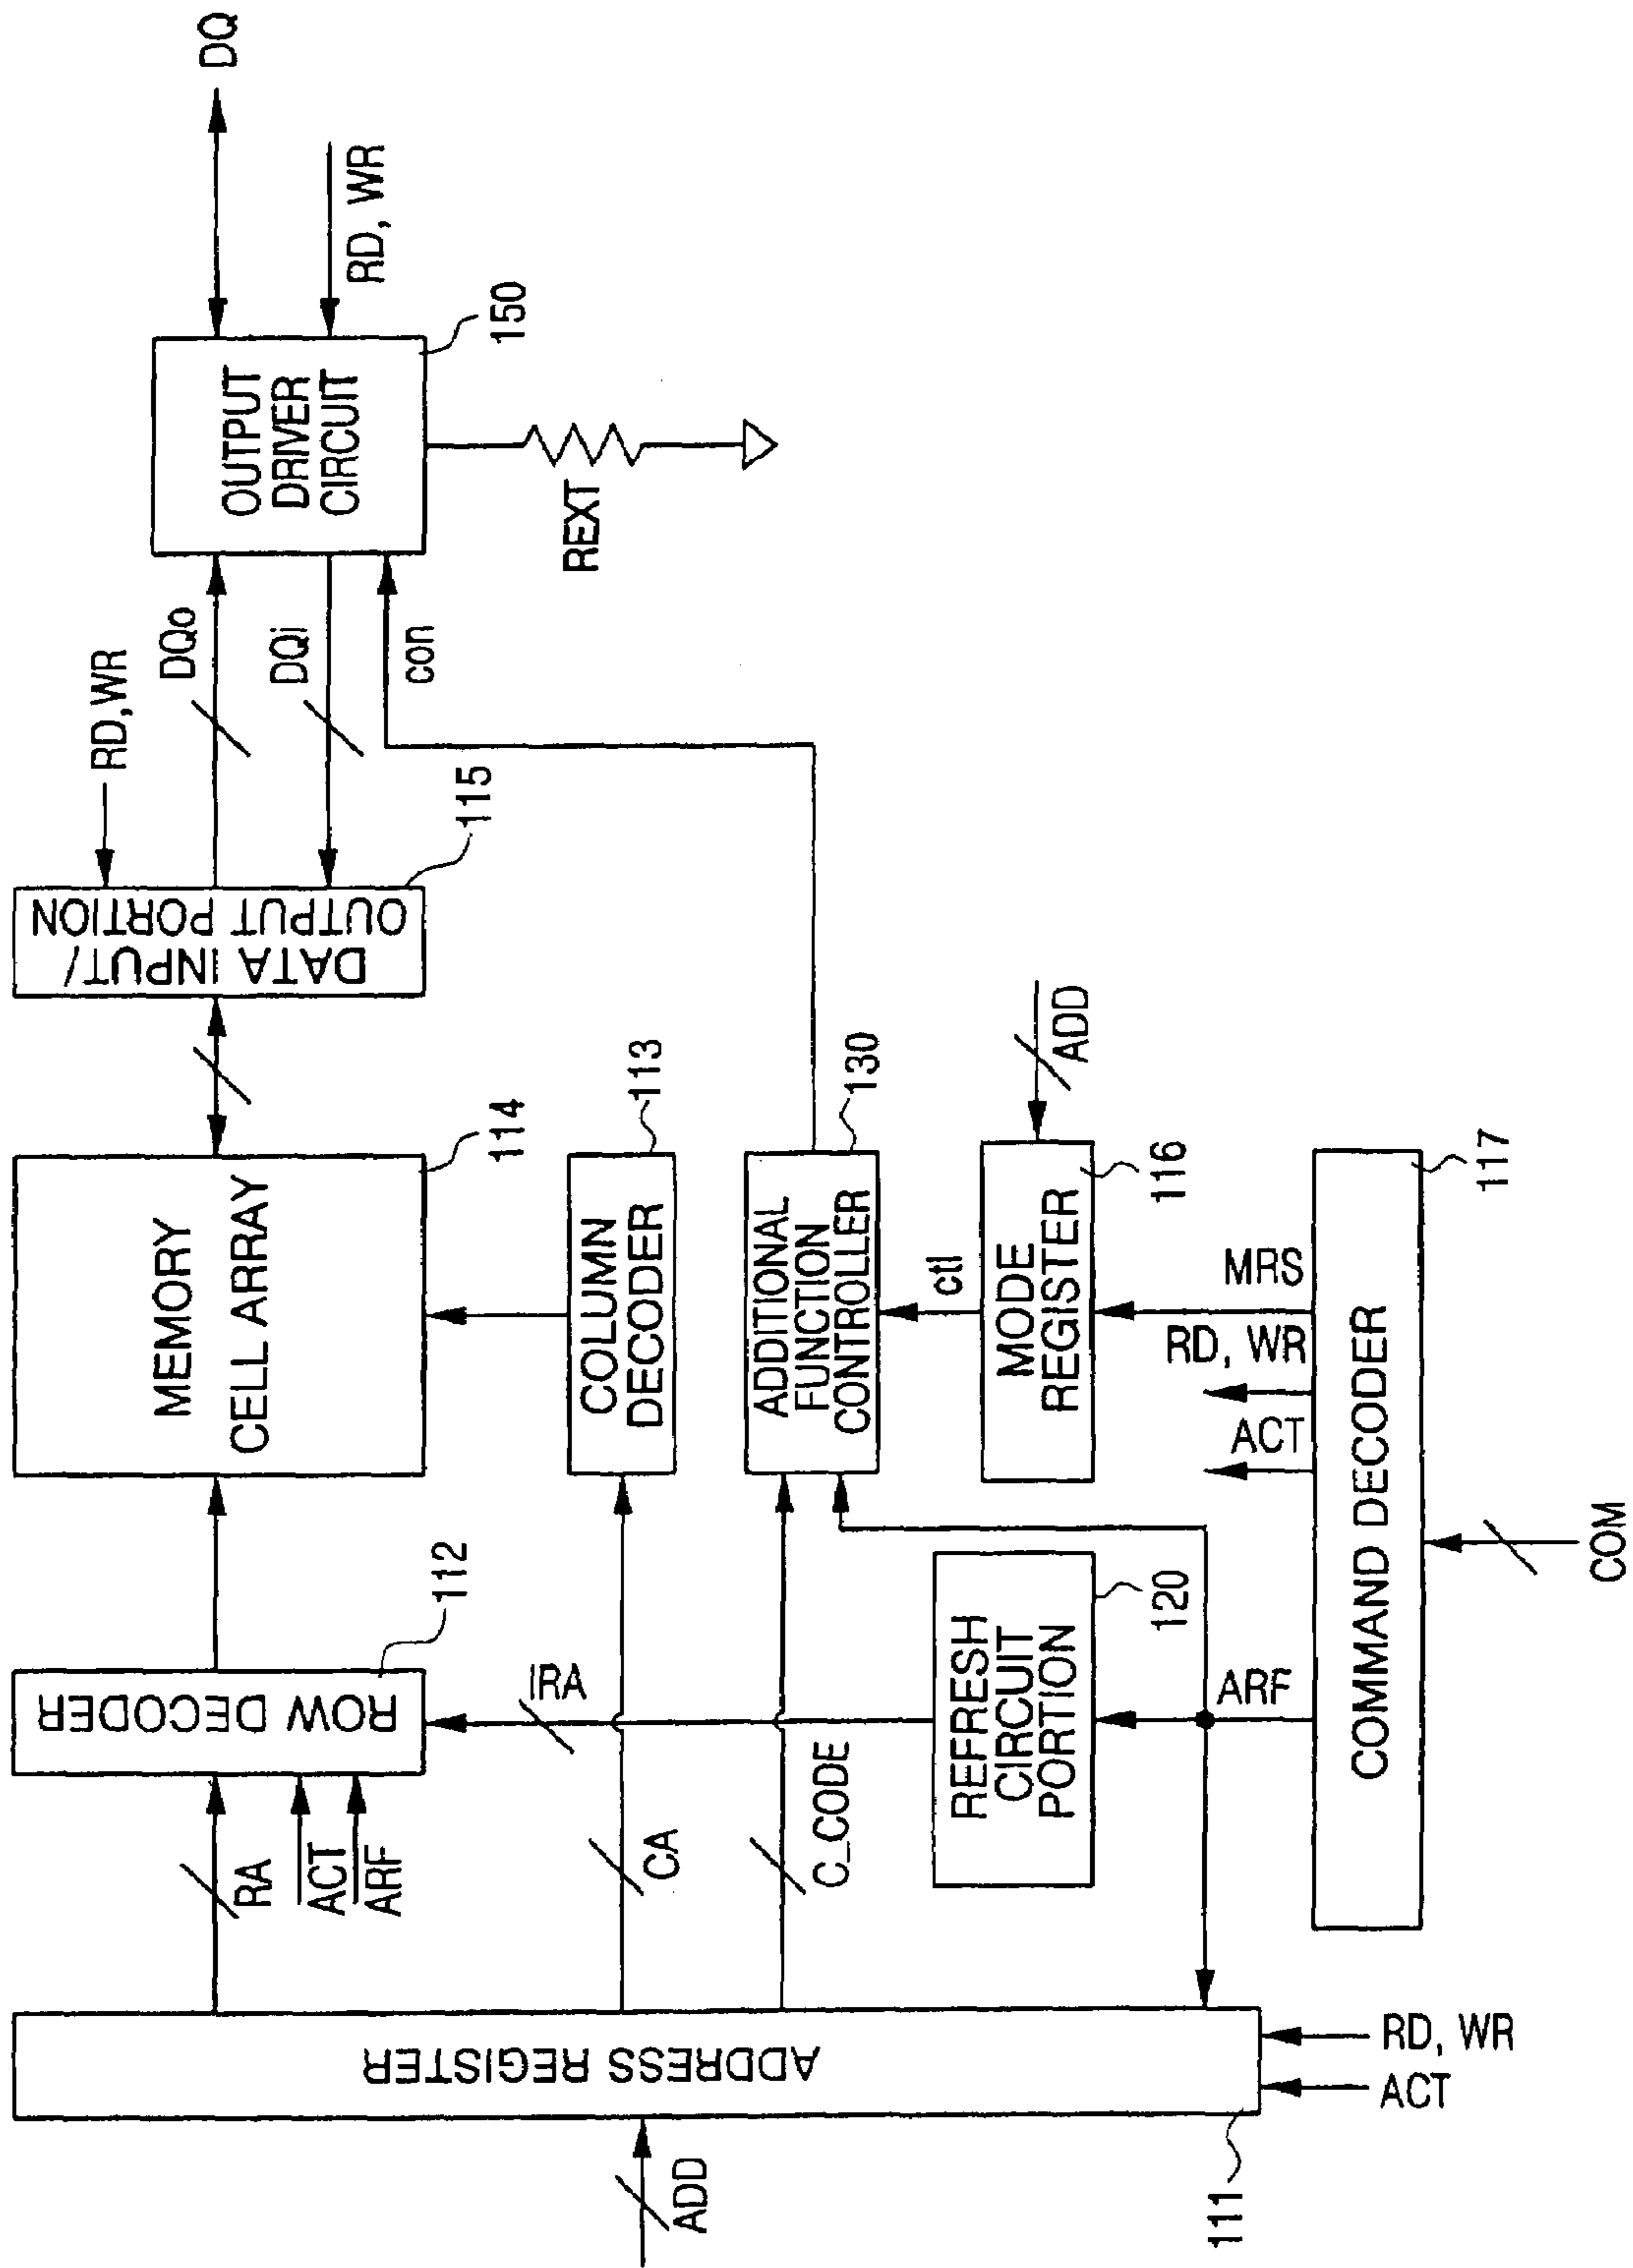 ADD
ADDRESS REGISTER
111
ACT
RD, WR
RA
ACT
ARF
ROW DECODER
112
IRA
CA
C_CODE
MEMORY
CELL ARRAY
114
COLUMN
DECODER
113
ADDITIONAL
FUNCTION
CONTROLLER
130
REFRESH
CIRCUIT
PORTION
120
ctl
MODE
REGISTER
116
ADD
ARF
ACT
RD, WR
MRS
COMMAND DECODER
117
COM
DATA INPUT/
OUTPUT PORTION
115
RD,WR
DQo
DQi
con
OUTPUT
DRIVER
CIRCUIT
150
REXT
DQ
RD, WR